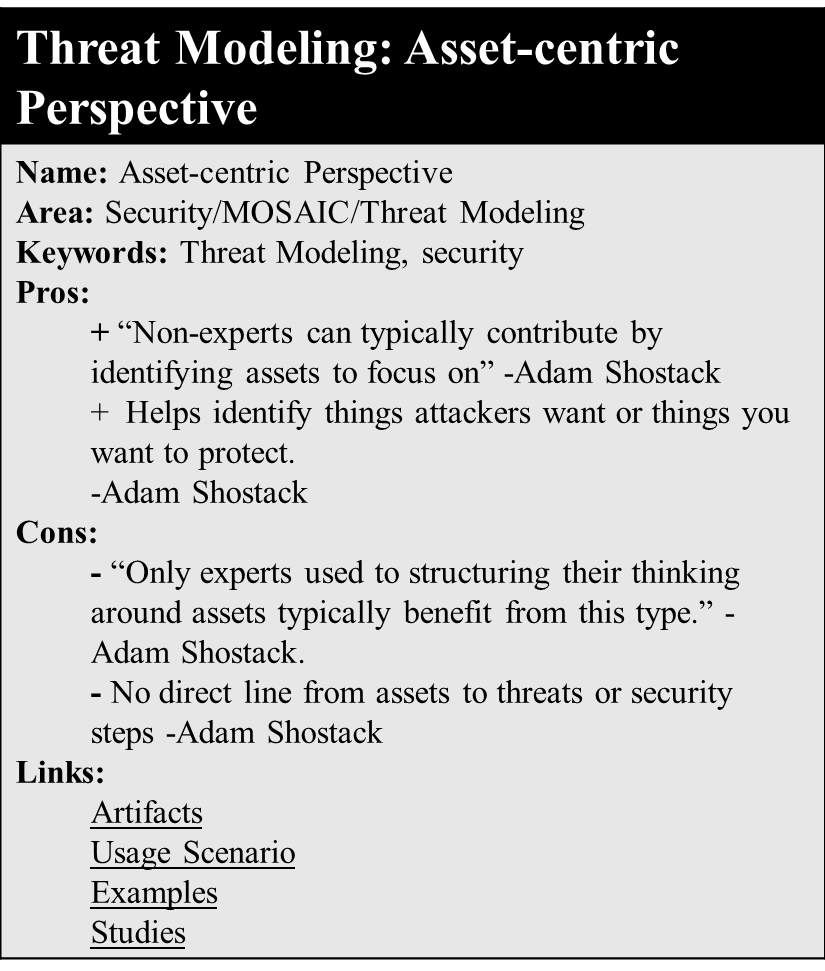 Threat Modeling: Asset-centric
Perspective
Name: Asset-centric Perspective
Area: Security/MOSAIC/Threat Modeling
Keywords: Threat Modeling, security
Pros:
+ “Non-experts can typically contribute by
identifying assets to focus on” -Adam Shostack
+ Helps identify things attackers want or things you
want to protect.
-Adam Shostack
Cons:
- “Only experts used to structuring their thinking
around assets typically benefit from this type.” -
Adam Shostack.
- No direct line from assets to threats or security
steps -Adam Shostack
Links:
Artifacts
Usage Scenario
Examples
Studies